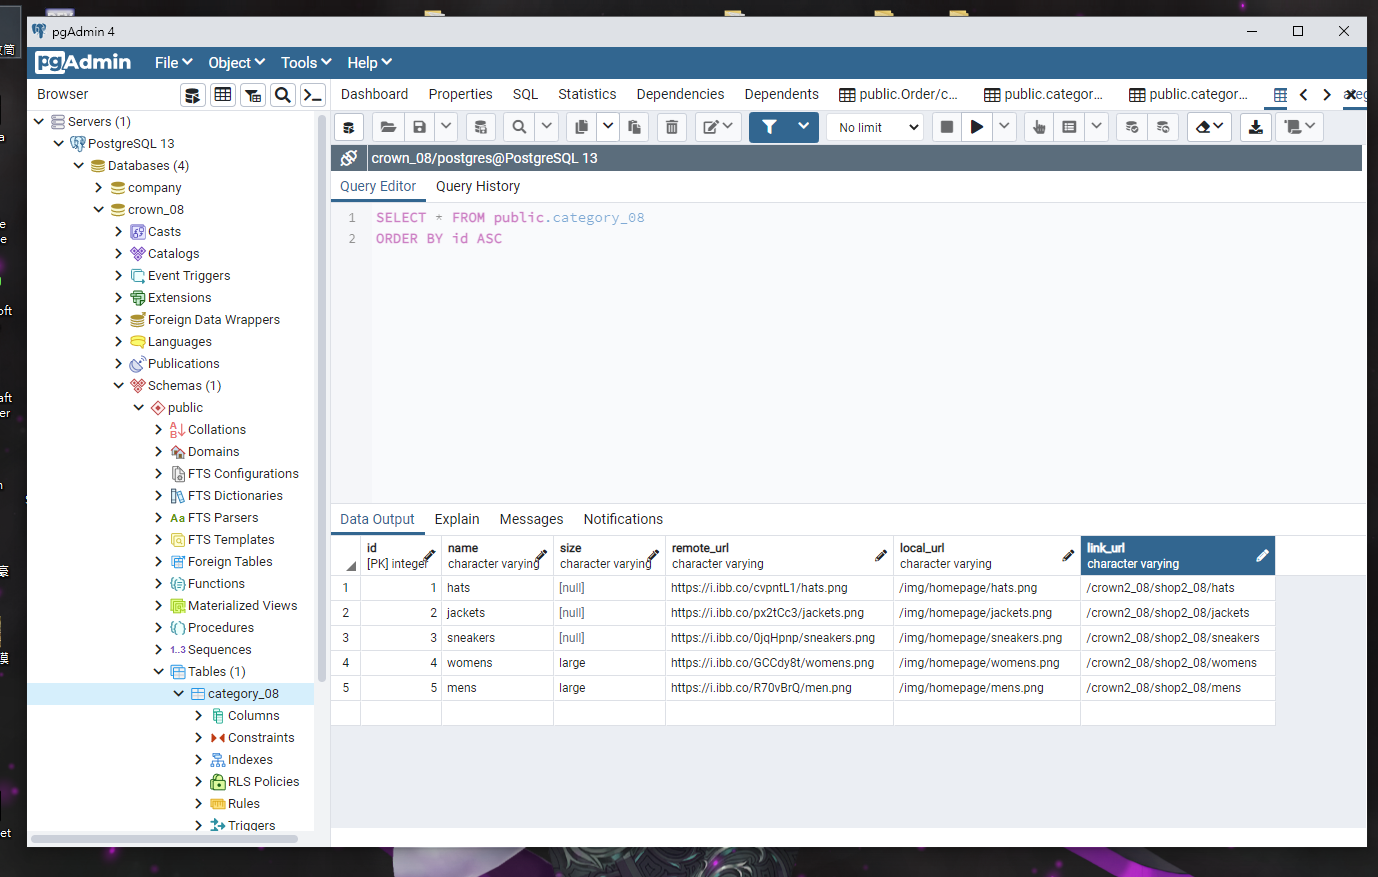 pgAdmin 4
pgAdmin File Object Tools Help
Browser
Dashboard Properties SQL Statistics Dependencies Dependents public.Order/c... public.categor... public.categor...
No limit
crown_08/postgres@PostgreSQL 13
Query Editor Query History
1 SELECT * FROM public.category_08
2 ORDER BY id ASC
Servers (1)
PostgreSQL 13
Databases (4)
company
crown_08
Casts
Catalogs
Event Triggers
Extensions
Foreign Data Wrappers
Languages
Publications
Schemas (1)
public
Collations
Domains
FTS Configurations
FTS Dictionaries
FTS Parsers
FTS Templates
Foreign Tables
Functions
Materialized Views
Procedures
1..3 Sequences
Tables (1)
category_08
Columns
Constraints
Indexes
RLS Policies
Rules
Triggers
Data Output Explain Messages Notifications
id name size remote_url local_url link_url
[PK] integer character varying character varying character varying character varying character varying
1 1 hats [null] https://i.ibb.co/cvpntL1/hats.png /img/homepage/hats.png /crown2_08/shop2_08/hats
2 2 jackets [null] https://i.ibb.co/px2tCc3/jackets.png /img/homepage/jackets.png /crown2_08/shop2_08/jackets
3 3 sneakers [null] https://i.ibb.co/0jqHpnp/sneakers.png /img/homepage/sneakers.png /crown2_08/shop2_08/sneakers
4 4 womens large https://i.ibb.co/GCCdy8t/womens.png /img/homepage/womens.png /crown2_08/shop2_08/womens
5 5 mens large https://i.ibb.co/R70vBrQ/men.png /img/homepage/mens.png /crown2_08/shop2_08/mens